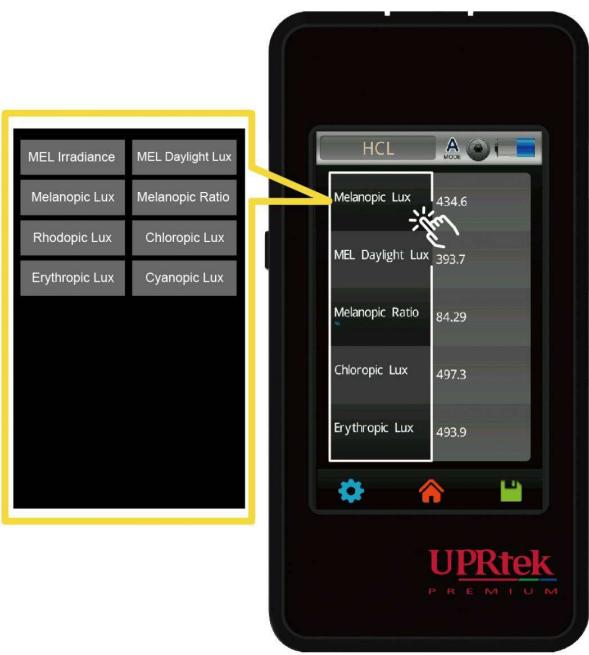 MEL Irradiance MEL Daylight Lux
Melanopic Lux Melanopic Ratio
Rhodopic Lux Chloropic Lux
Erythropic Lux Cyanopic Lux
HCL A MODE
Melanopic Lux 434.6
MEL Daylight Lux 393.7
Melanopic Ratio 84.29
%
Chloropic Lux 497.3
Erythropic Lux 493.9
UPRtek
PREMIUM